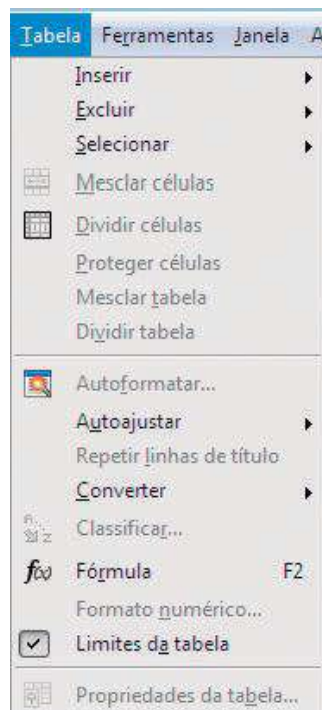 Tabela Ferramentas Janela A
Inserir
Excluir
Selecionar
Mesclar células
Dividir células
Proteger células
Mesclar tabela
Dividir tabela
Autoformatar...
Autoajustar
Repetir linhas de título
Converter
Classificar...
f(x) Fórmula F2
Formato numérico...
Limites da tabela
Propriedades da tabela...